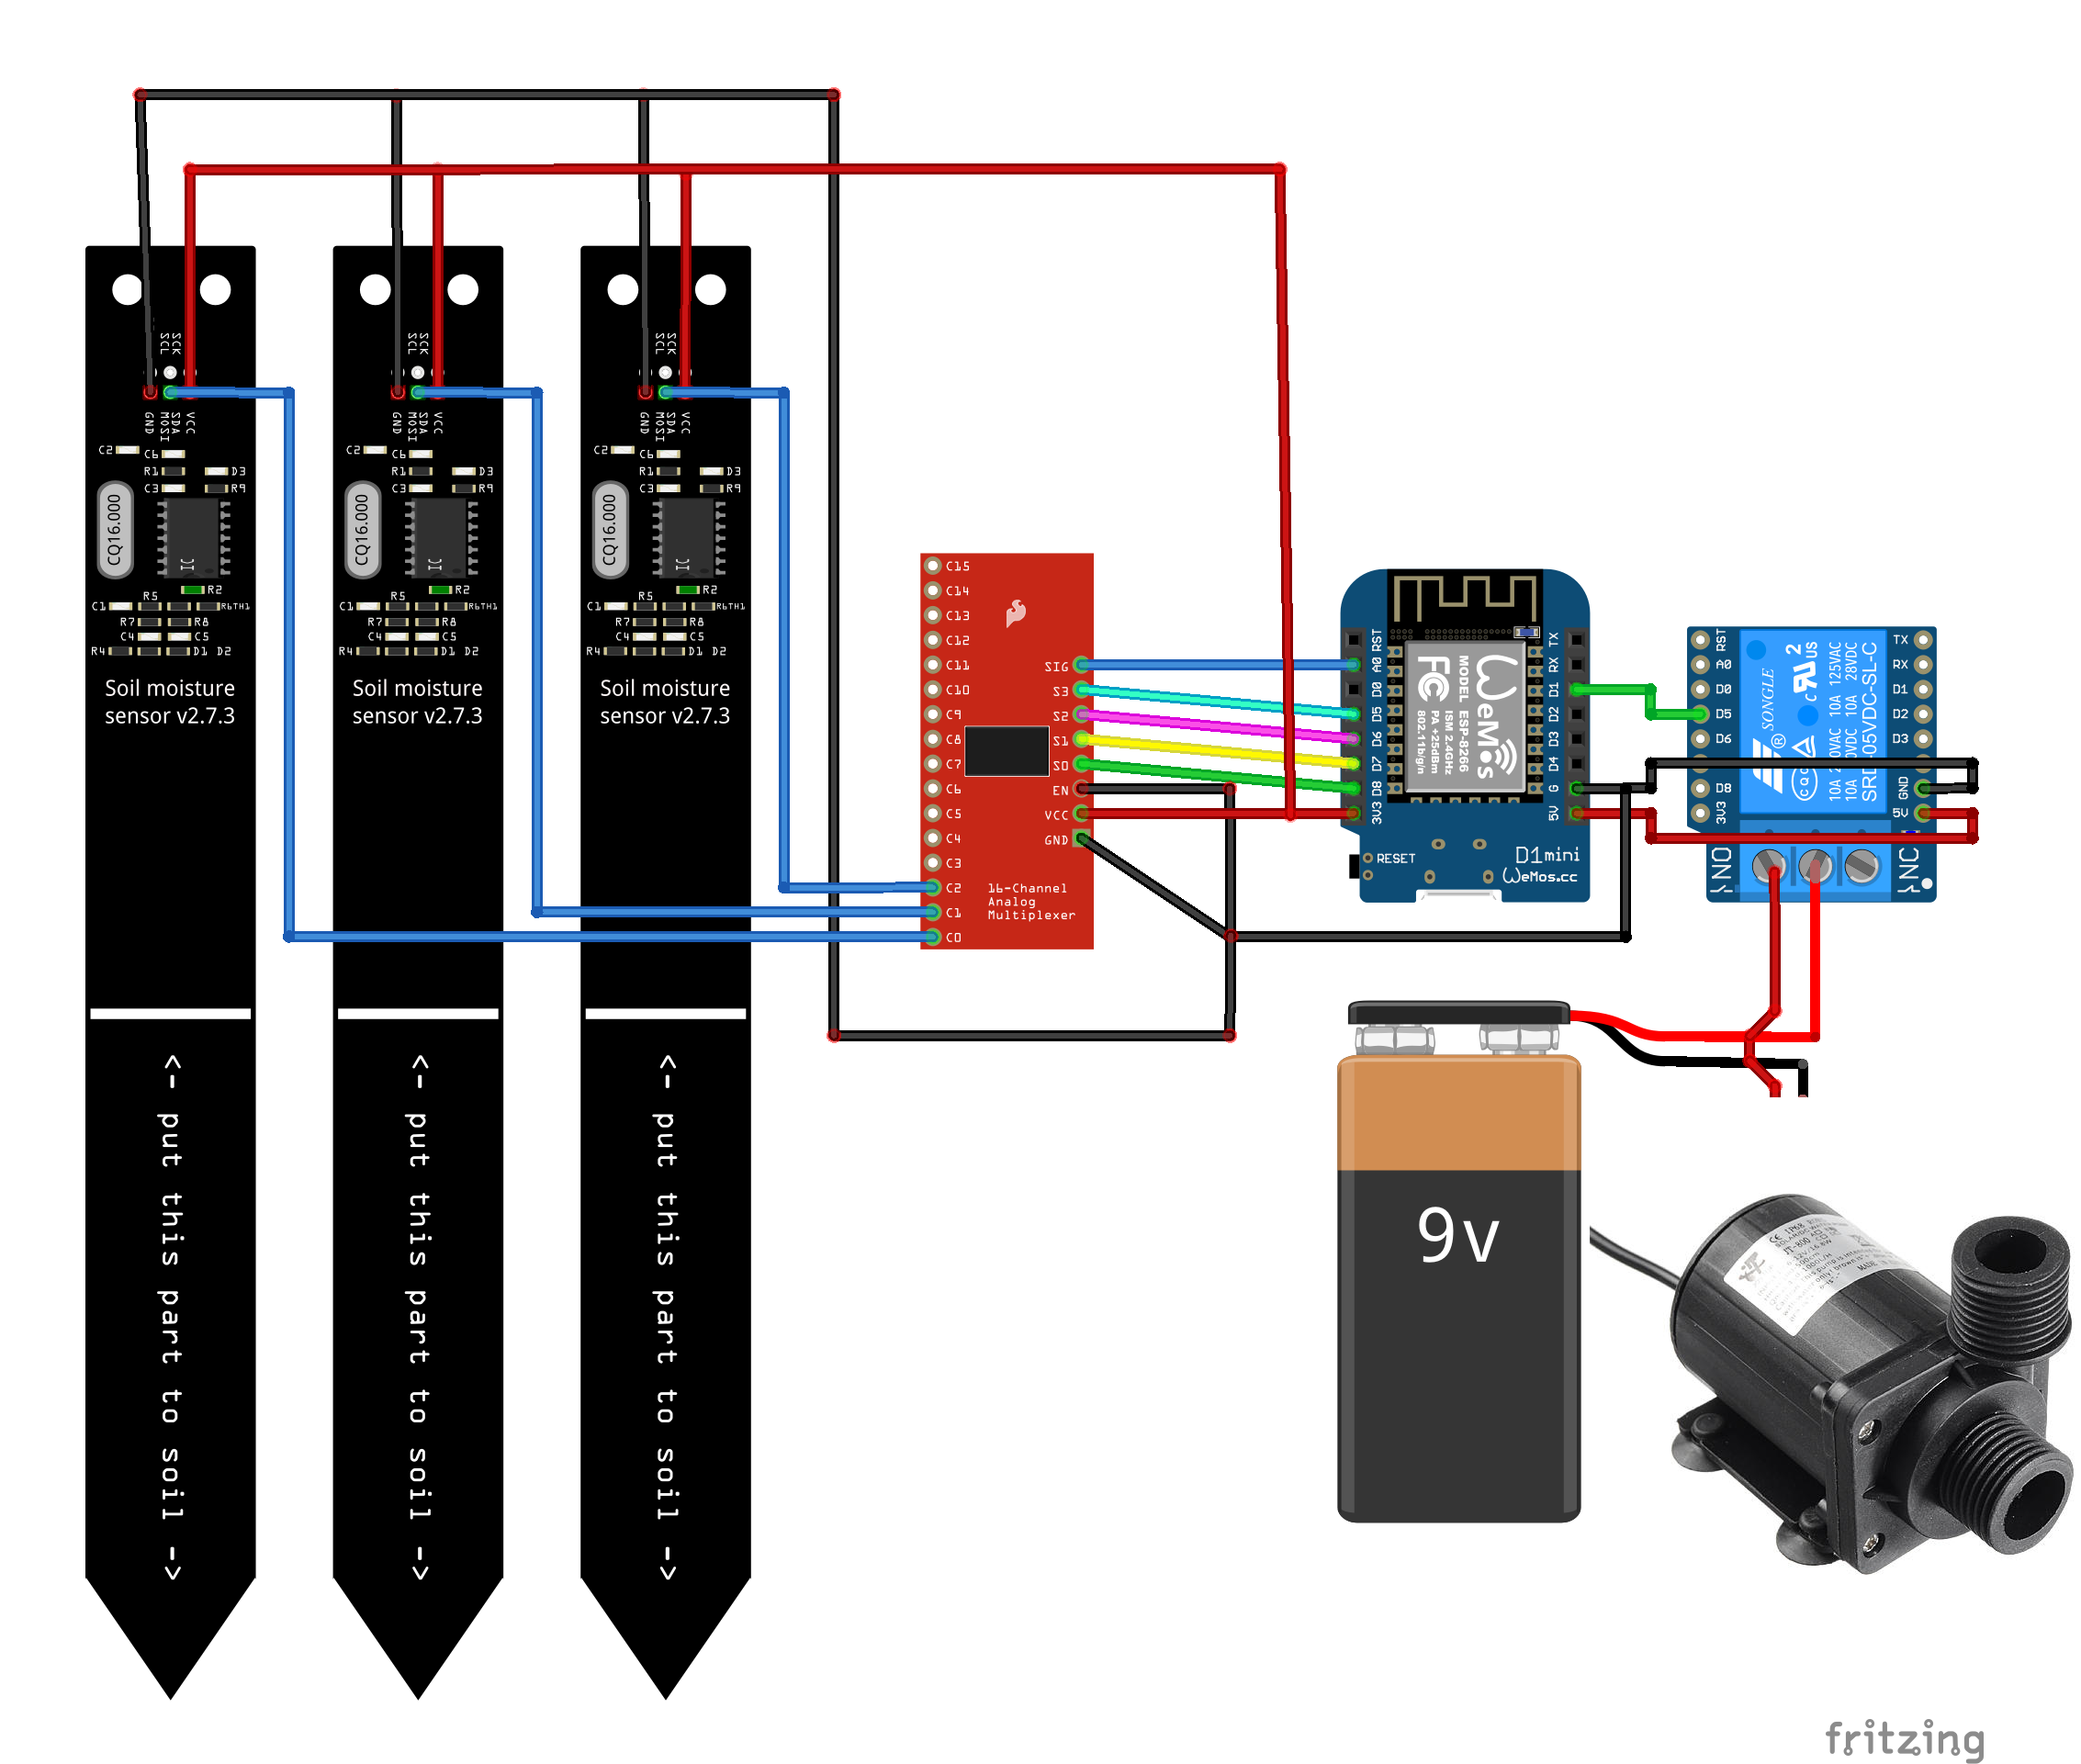 SCL
SCK
GND
MOSI
SDA
VCC
C2
C6
R1
D3
C3
R9
CQ16.000
IC
R2
R5
C1
R6TH1
R7
R8
C4
C5
R4
D1 D2
Soil moisture
sensor v2.7.3
<- put this part to soil ->
SCL
SCK
GND
MOSI
SDA
VCC
C2
C6
R1
D3
C3
R9
CQ16.000
IC
R2
R5
C1
R6TH1
R7
R8
C4
C5
R4
D1 D2
Soil moisture
sensor v2.7.3
<- put this part to soil ->
SCL
SCK
GND
MOSI
SDA
VCC
C2
C6
R1
D3
C3
R9
CQ16.000
IC
R2
R5
C1
R6TH1
R7
R8
C4
C5
R4
D1 D2
Soil moisture
sensor v2.7.3
<- put this part to soil ->
C15
C14
C13
C12
C11
C10
C9
C8
C7
C6
C5
C4
C3
C2
C1
C0
SIG
S3
S2
S1
S0
EN
VCC
GND
16-Channel
Analog
Multiplexer
RST
A0
D0
D5
D6
D7
D8
3V3
TX
RX
D1
D2
D3
D4
G
5V
WeMos
MODEL ESP-8266
ISM 2.4GHz
PA +25dBm
802.11b/g/n
FC
RESET
D1mini
WeMos.cc
RST
A0
D0
D5
D6
D8
3V3
TX
RX
D1
D2
D3
GND
5V
SONGLE
®
C UL US 2
CQC
10A 125VAC
10A 28VDC
SRD-05VDC-SL-C
NO
NC
9v
fritzing